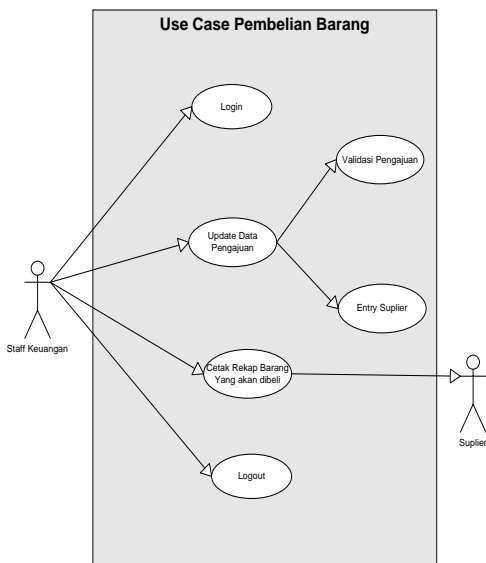 Use Case Pembelian Barang
Login
Validasi Pengajuan
Update Data
Pengajuan
Entry Suplier
Staff Keuangan
Cetak Rekap Barang
Yang akan dibeli
Suplier
Logout